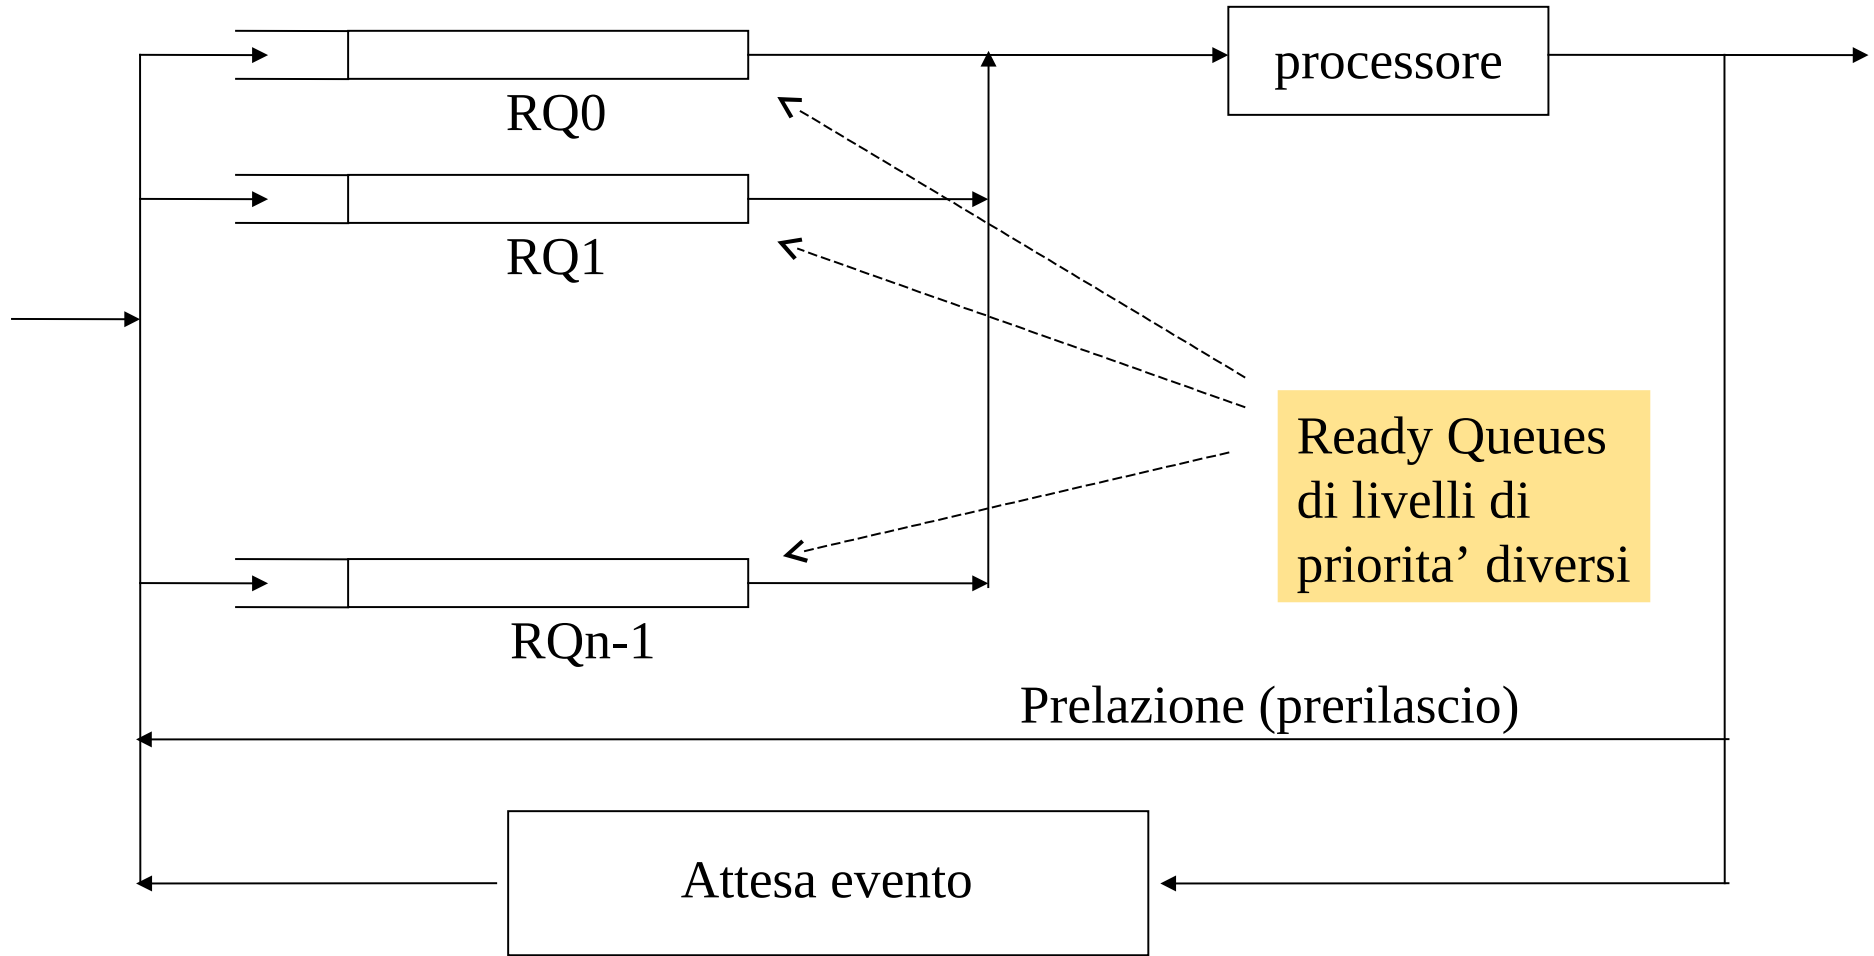 processore
RQ0
RQ1
Ready Queues
di livelli di
priorita’ diversi
RQn-1
Prelazione (prerilascio)
Attesa evento